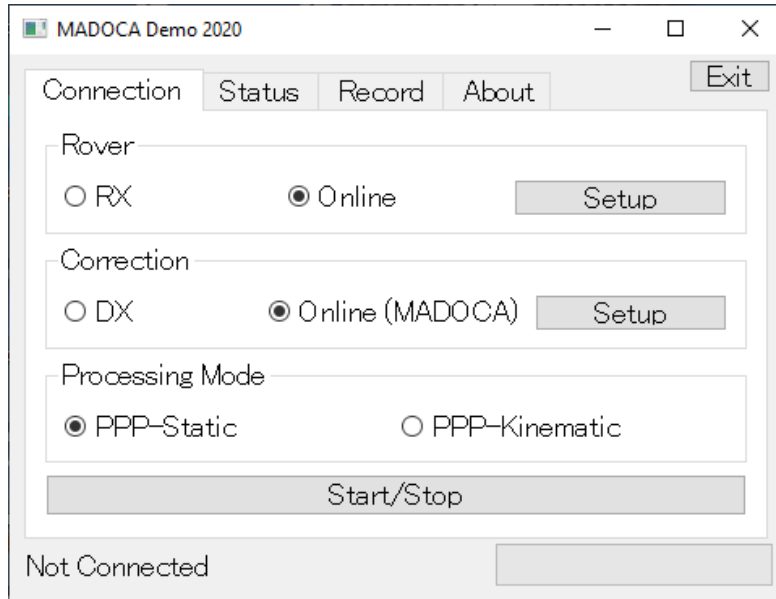 MADOCA Demo 2020
Exit
Connection Status Record About
Rover
RX Online Setup
Correction
DX Online (MADOCA) Setup
Processing Mode
PPP-Static PPP-Kinematic
Start/Stop
Not Connected